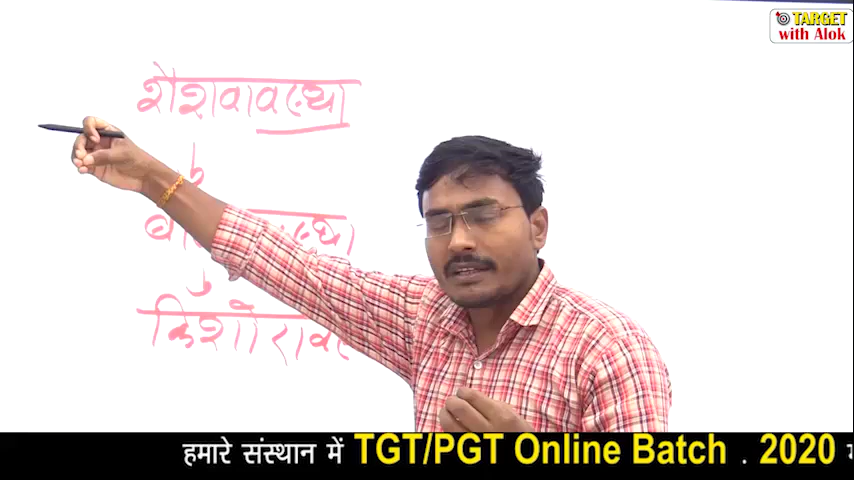 TARGET
with Alok
शैशवावस्था
किशोराव
हमारे संस्थान में TGT/PGT Online Batch . 2020